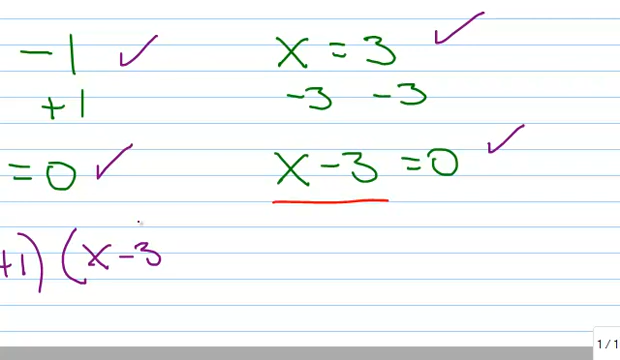 -1 ✓ x = 3 ✓
+1 -3 -3
= 0 ✓ x - 3 = 0 ✓
+1) (x - 3
1 / 1